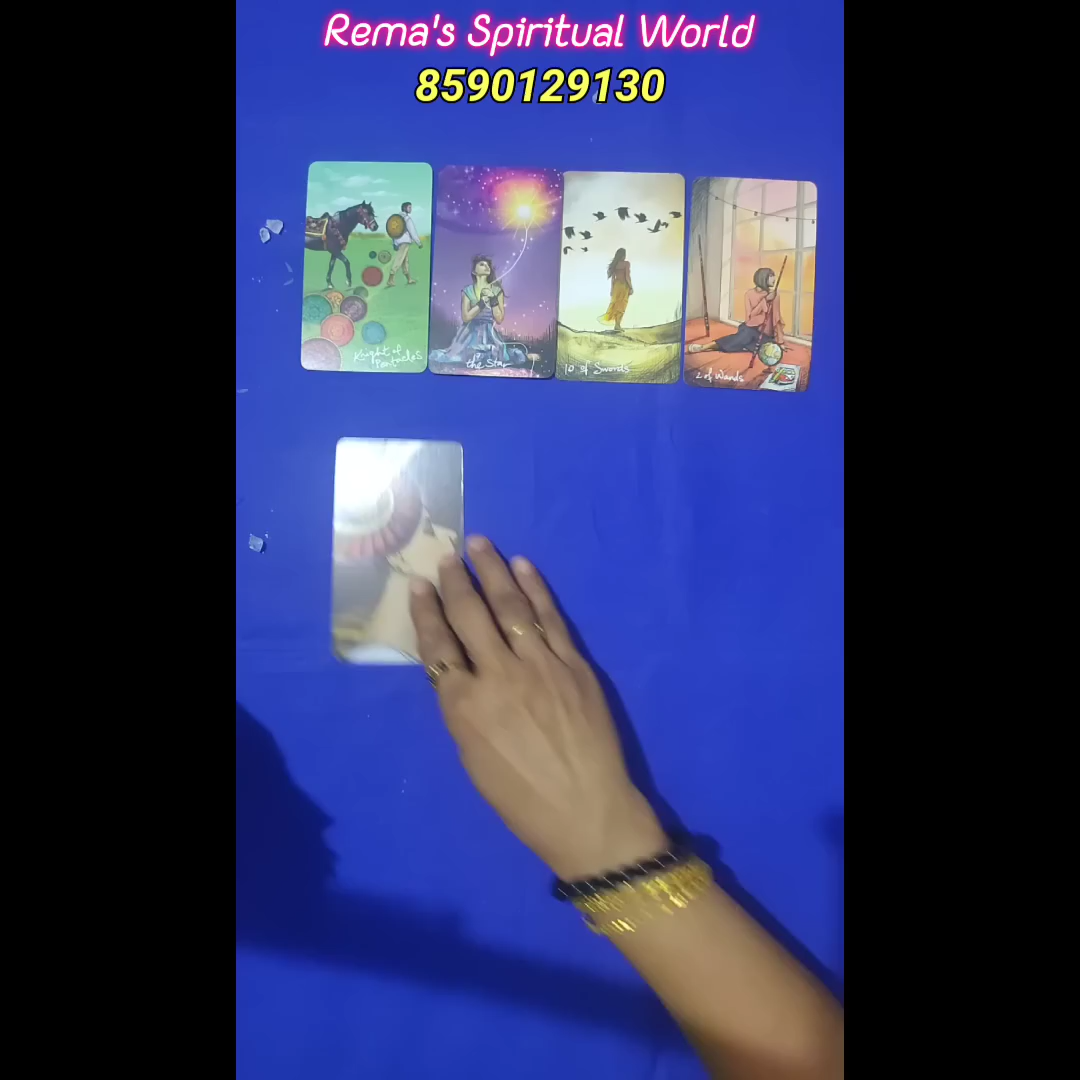 Rema's Spiritual World
8590129130
Knight of
Pentacles
the Star
10 of Swords
2 of Wands